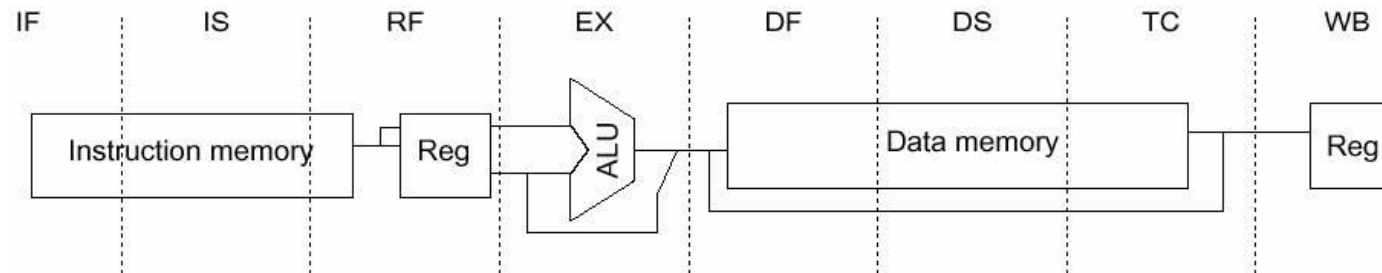 IF IS RF EX DF DS TC WB
Instruction memory Reg ALU Data memory Reg